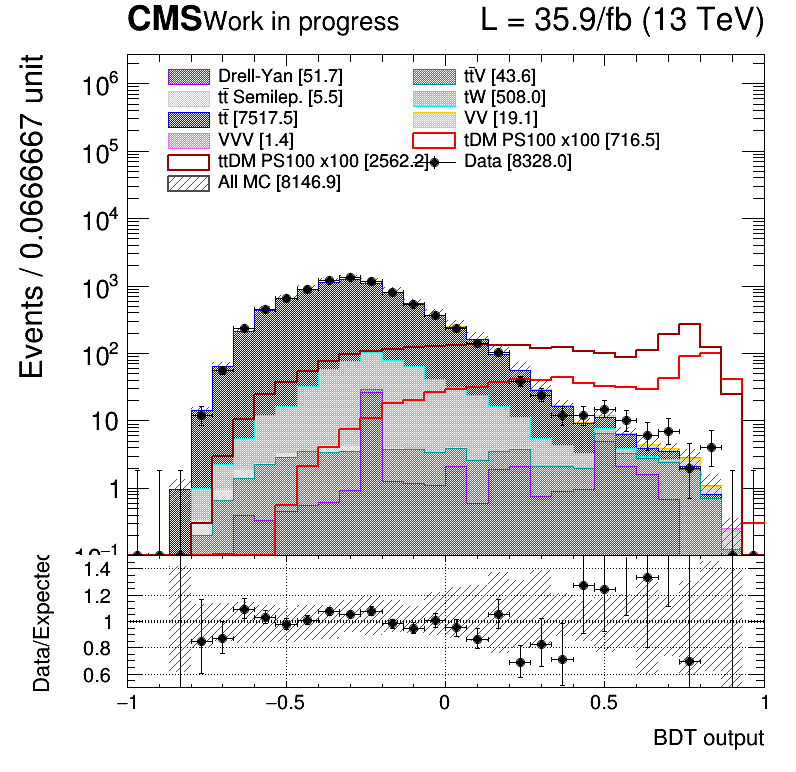 CMS Work in progress L = 35.9/fb (13 TeV)
Events / 0.0666667 unit
Drell-Yan [51.7] tt̄V [43.6]
tt̄ Semilep. [5.5] tW [508.0]
tt̄ [7517.5] VV [19.1]
VVV [1.4] tDM PS100 x100 [716.5]
ttDM PS100 x100 [2562.2] Data [8328.0]
All MC [8146.9]
10⁶
10⁵
10⁴
10³
10²
10
1
10⁻¹
Data/Expected
1.4
1.2
1
0.8
0.6
−1 −0.5 0 0.5 1
BDT output